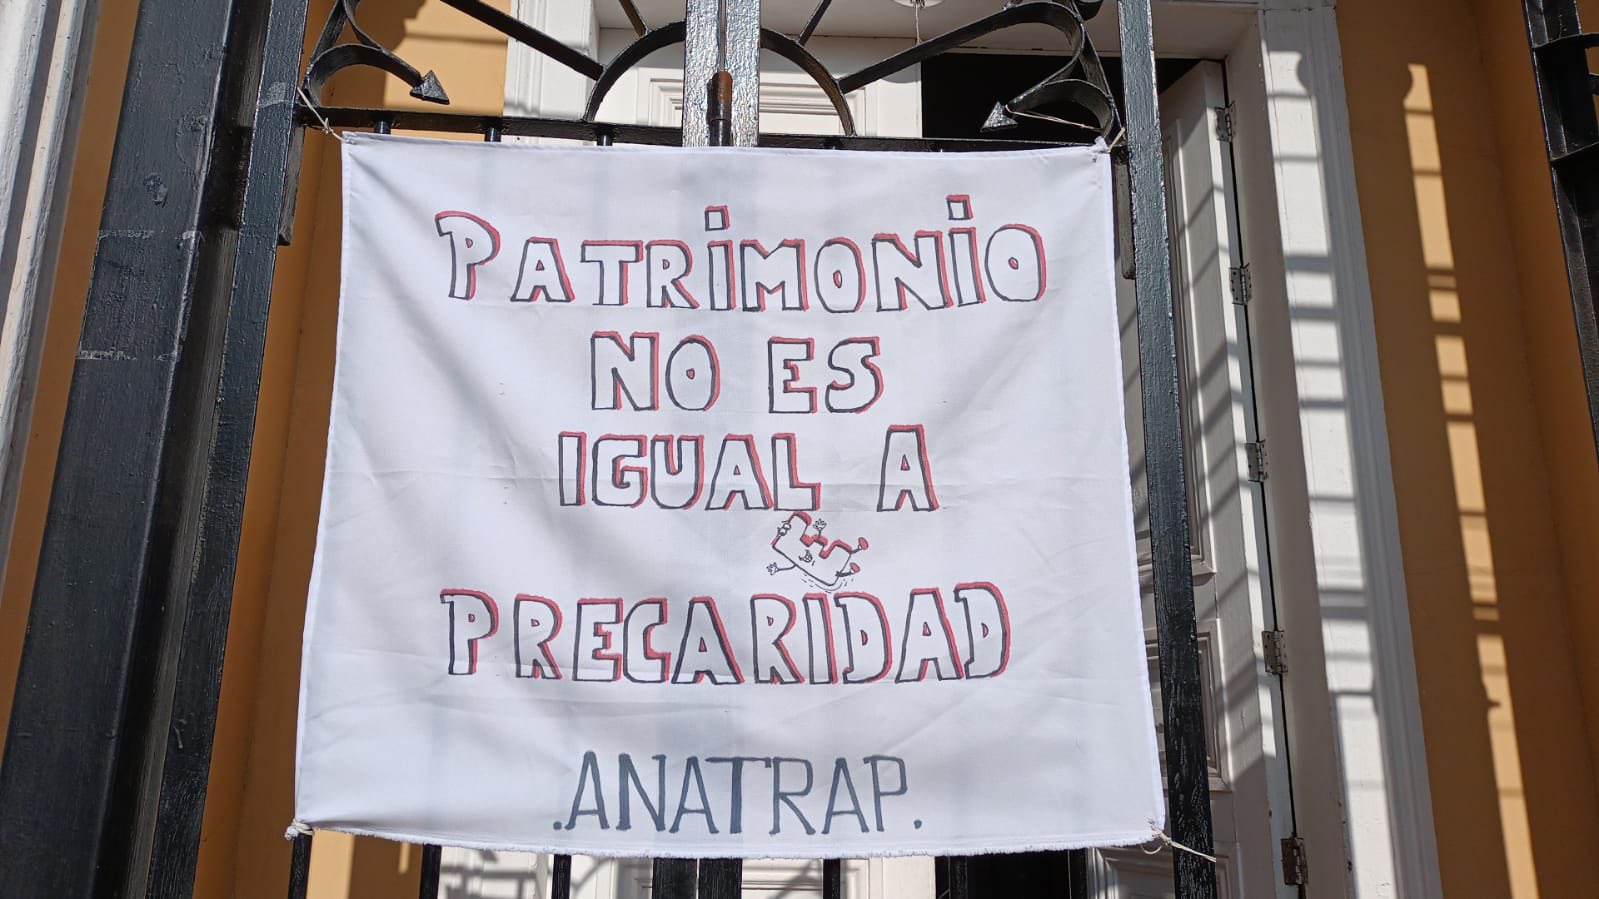 PATRIMONIO
NO ES
IGUAL A
PRECARIDAD
.ANATRAP.